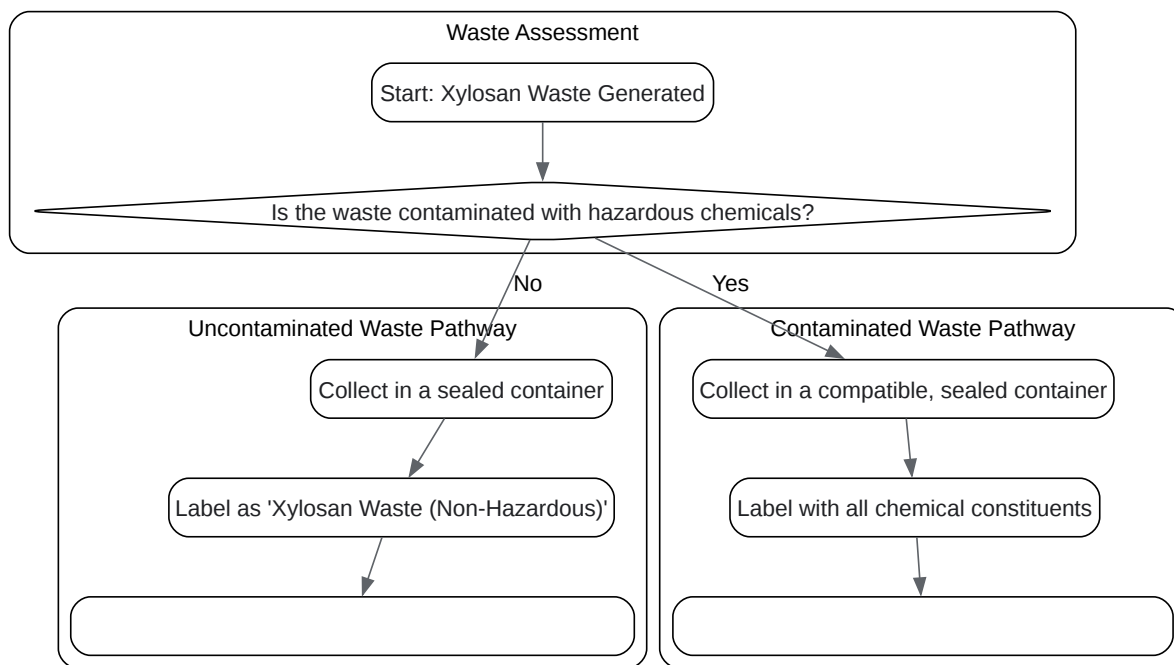 Waste Assessment
Start: Xylosan Waste Generated
Is the waste contaminated with hazardous chemicals?
No
Yes
Uncontaminated Waste Pathway
Contaminated Waste Pathway
Collect in a sealed container
Collect in a compatible, sealed container
Label as 'Xylosan Waste (Non-Hazardous)'
Label with all chemical constituents